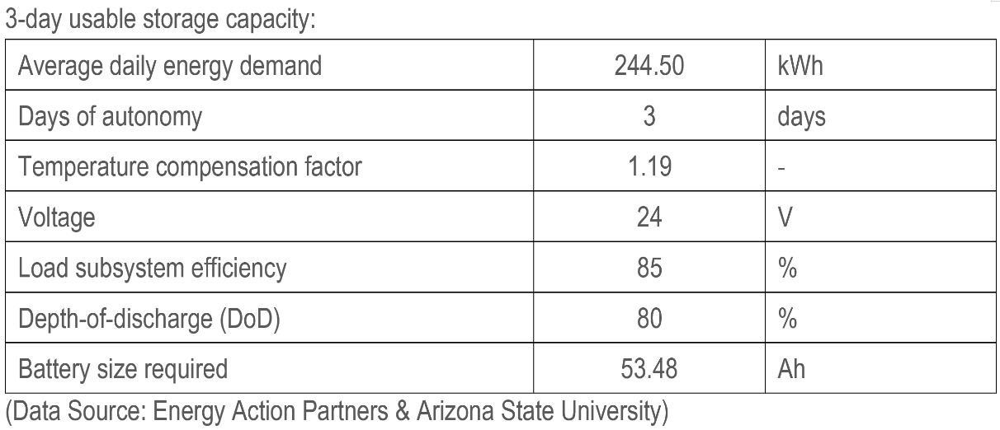 3-day usable storage capacity:
Average daily energy demand 244.50 kWh
Days of autonomy 3 days
Temperature compensation factor 1.19 -
Voltage 24 V
Load subsystem efficiency 85 %
Depth-of-discharge (DoD) 80 %
Battery size required 53.48 Ah
(Data Source: Energy Action Partners & Arizona State University)